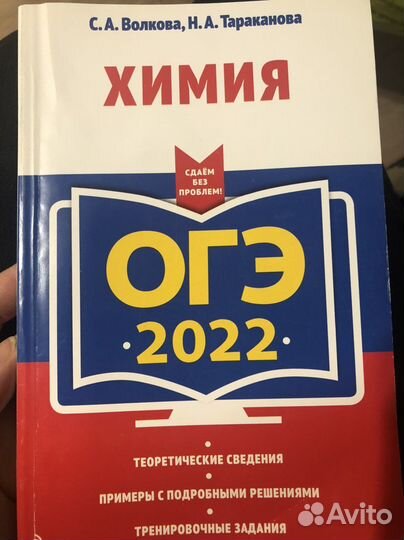 С. А. Волкова, Н. А. Тараканова
ХИМИЯ
СДАЁМ
БЕЗ
ПРОБЛЕМ!
ОГЭ
• 2022 •
•
ТЕОРЕТИЧЕСКИЕ СВЕДЕНИЯ
•
ПРИМЕРЫ С ПОДРОБНЫМИ РЕШЕНИЯМИ
•
ТРЕНИРОВОЧНЫЕ ЗАДАНИЯ
Avito